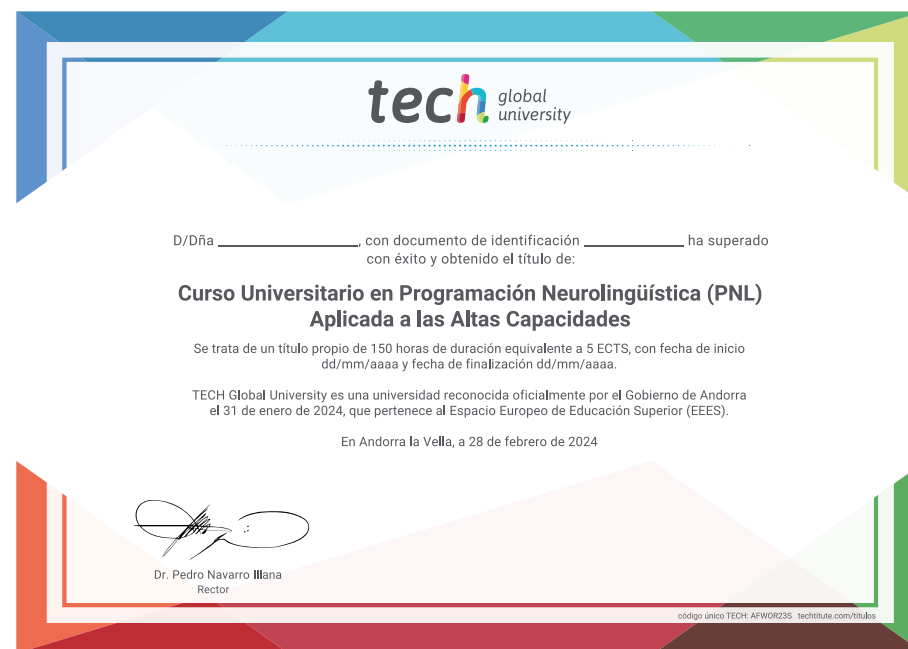 tech global
university
D/Dña ______________, con documento de identificación ______________ ha superado
con éxito y obtenido el título de:
Curso Universitario en Programación Neurolingüística (PNL)
Aplicada a las Altas Capacidades
Se trata de un título propio de 150 horas de duración equivalente a 5 ECTS, con fecha de inicio
dd/mm/aaaa y fecha de finalización dd/mm/aaaa.
TECH Global University es una universidad reconocida oficialmente por el Gobierno de Andorra
el 31 de enero de 2024, que pertenece al Espacio Europeo de Educación Superior (EEES).
En Andorra la Vella, a 28 de febrero de 2024
Dr. Pedro Navarro Illana
Rector
código único TECH: AFWOR23S techtitute.com/titulos